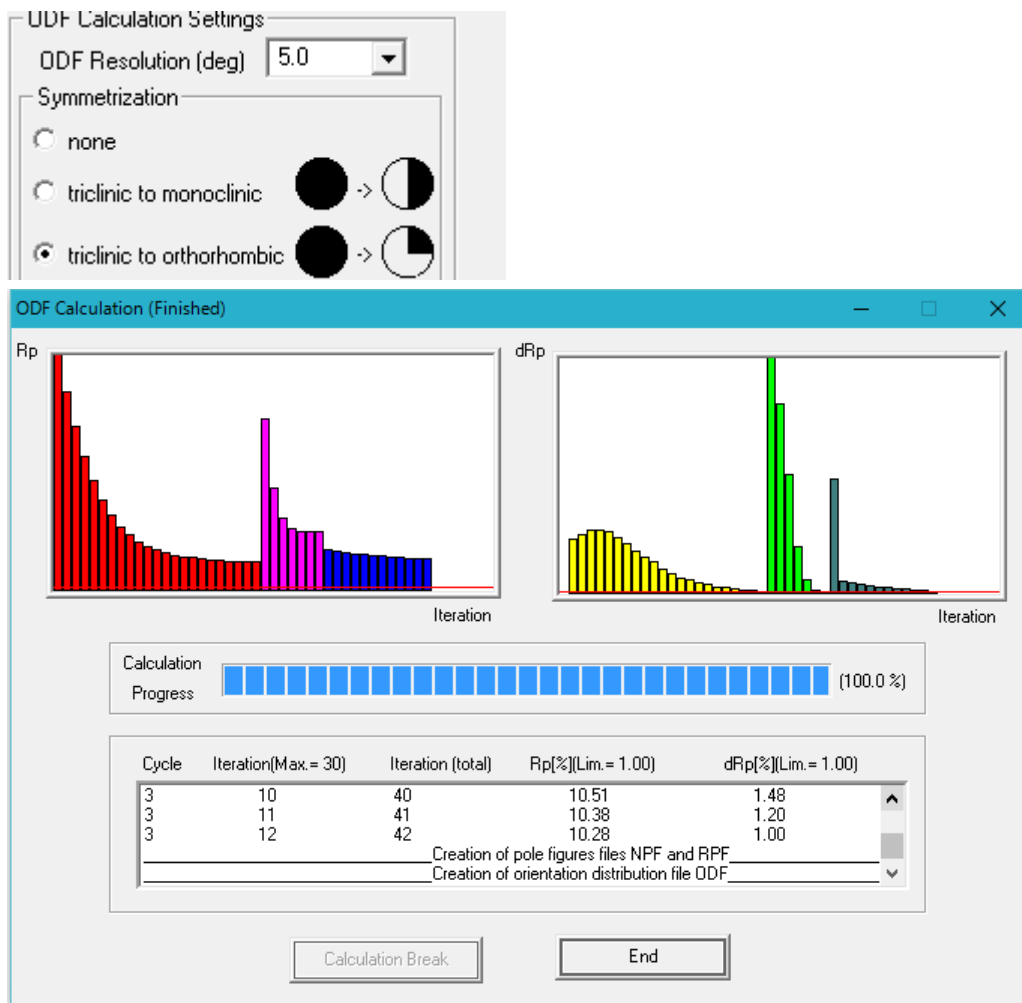 ODF Calculation Settings
ODF Resolution (deg) 5.0
Symmetrization
none
triclinic to monoclinic ->
triclinic to orthorhombic ->
ODF Calculation (Finished)
Rp dRp
Iteration Iteration
Calculation Progress (100.0 %)
Cycle Iteration(Max.= 30) Iteration (total) Rp[%](Lim.= 1.00) dRp[%](Lim.= 1.00)
3 10 40 10.51 1.48
3 11 41 10.38 1.20
3 12 42 10.28 1.00
Creation of pole figures files NPF and RPF
Creation of orientation distribution file ODF
Calculation Break End